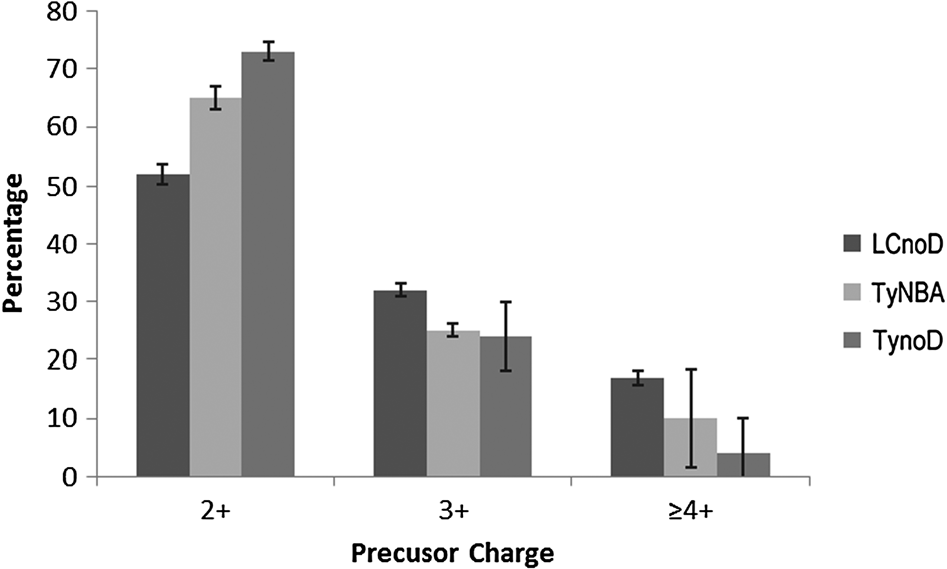 80
70
60
50
40
30
20
10
0
Percentage
2+
3+
≥4+
Precusor Charge
LCnoD
TyNBA
TynoD